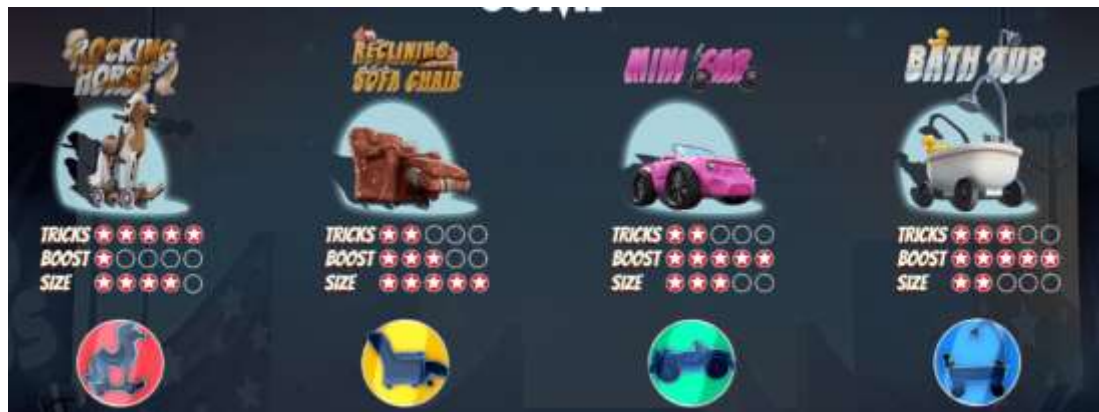 ROCKING
HORSE
RECLINING
SOFA CHAIR
MINI CAR
BATH TUB
TRICKS
BOOST
SIZE
TRICKS
BOOST
SIZE
TRICKS
BOOST
SIZE
TRICKS
BOOST
SIZE